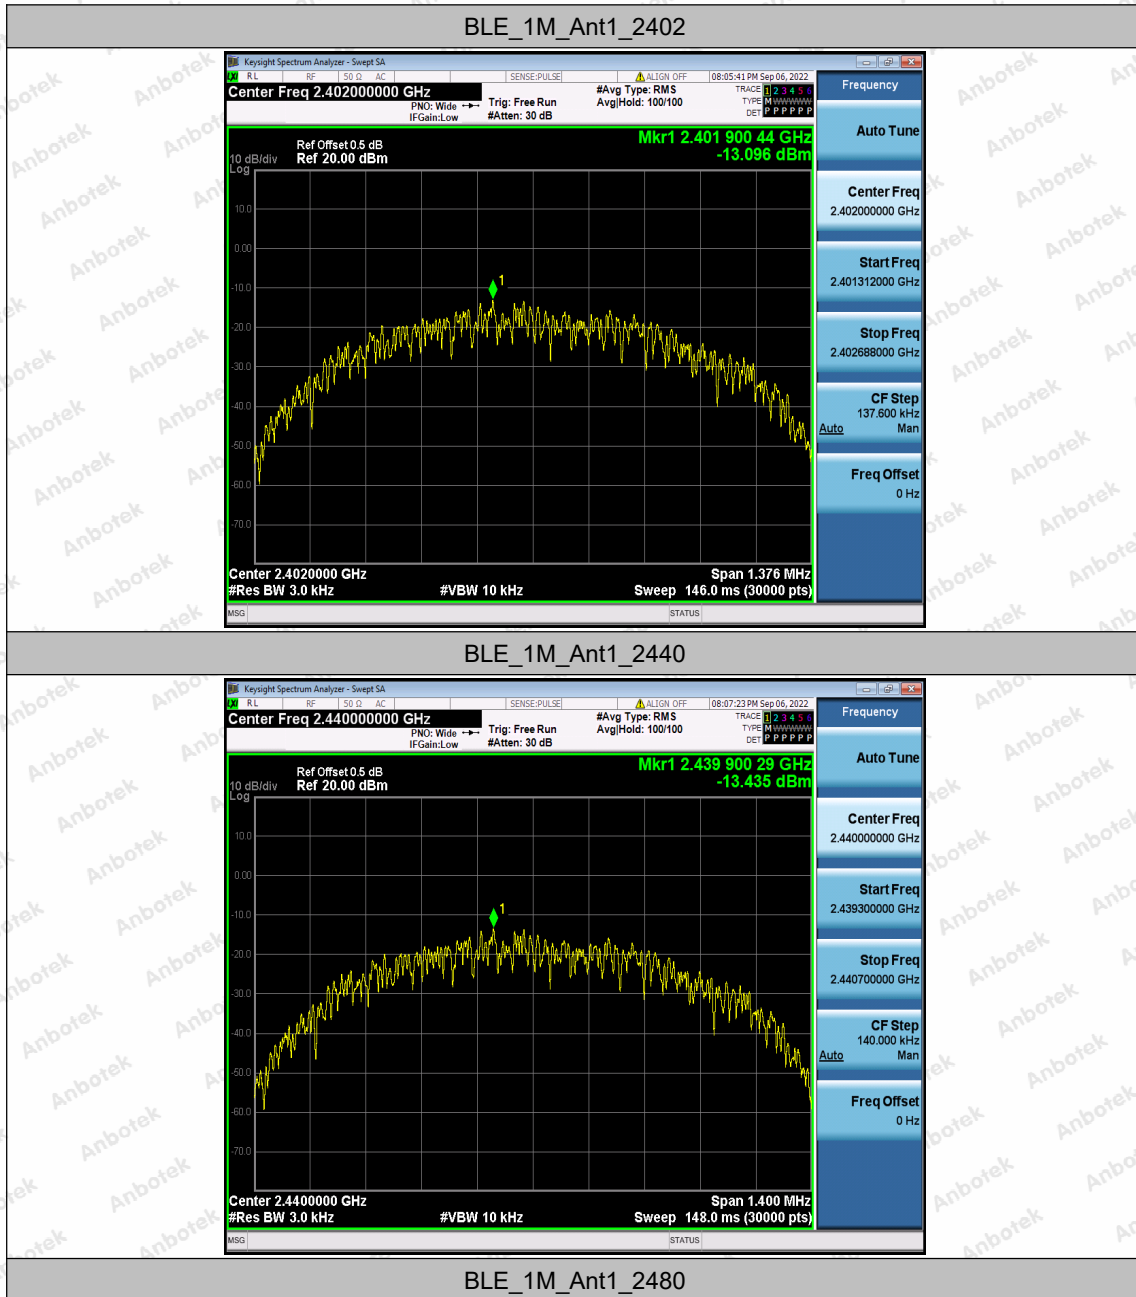 BLE_1M_Ant1_2402
Keysight Spectrum Analyzer - Swept SA
RL RF 50 Ω AC SENSE:PULSE ALIGN OFF 08:05:41 PM Sep 06, 2022
Center Freq 2.402000000 GHz
PNO: Wide
IFGain:Low
Trig: Free Run
#Atten: 30 dB
#Avg Type: RMS
Avg|Hold: 100/100
TRACE 1 2 3 4 5 6
TYPE M W W W W W
DET P P P P P P
Frequency
Auto Tune
Center Freq
2.402000000 GHz
Start Freq
2.401312000 GHz
Stop Freq
2.402688000 GHz
CF Step
137.600 kHz
Auto Man
Freq Offset
0 Hz
Mkr1 2.401 900 44 GHz
-13.096 dBm
Ref Offset 0.5 dB
10 dB/div Ref 20.00 dBm
Log
10.0
0.00
1
-10.0
-20.0
-30.0
-40.0
-50.0
-60.0
-70.0
Center 2.4020000 GHz Span 1.376 MHz
#Res BW 3.0 kHz #VBW 10 kHz Sweep 146.0 ms (30000 pts)
MSG STATUS
BLE_1M_Ant1_2440
Keysight Spectrum Analyzer - Swept SA
RL RF 50 Ω AC SENSE:PULSE ALIGN OFF 08:07:23 PM Sep 06, 2022
Center Freq 2.440000000 GHz
PNO: Wide
IFGain:Low
Trig: Free Run
#Atten: 30 dB
#Avg Type: RMS
Avg|Hold: 100/100
TRACE 1 2 3 4 5 6
TYPE M W W W W W
DET P P P P P P
Frequency
Auto Tune
Center Freq
2.440000000 GHz
Start Freq
2.439300000 GHz
Stop Freq
2.440700000 GHz
CF Step
140.000 kHz
Auto Man
Freq Offset
0 Hz
Mkr1 2.439 900 29 GHz
-13.435 dBm
Ref Offset 0.5 dB
10 dB/div Ref 20.00 dBm
Log
10.0
0.00
1
-10.0
-20.0
-30.0
-40.0
-50.0
-60.0
-70.0
Center 2.4400000 GHz Span 1.400 MHz
#Res BW 3.0 kHz #VBW 10 kHz Sweep 148.0 ms (30000 pts)
MSG STATUS
BLE_1M_Ant1_2480
Anbotek